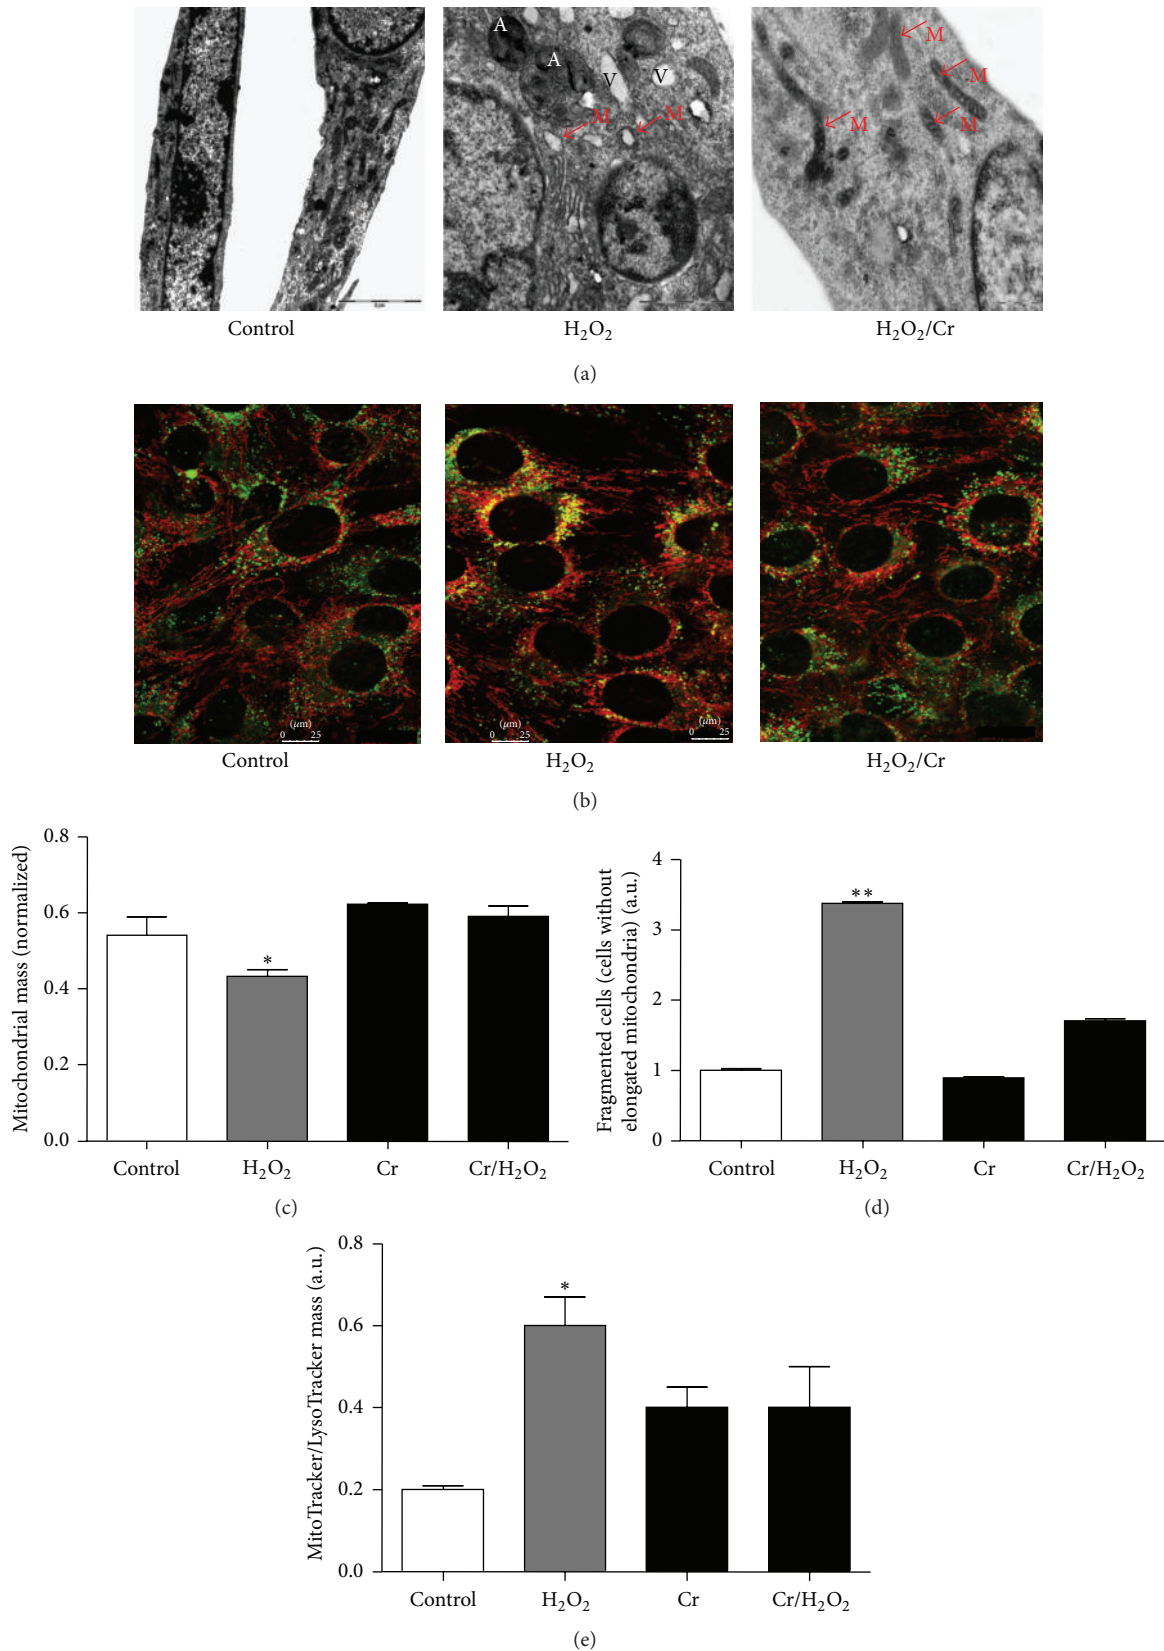 A
A
V
V
M
M
M
M
M
M
Control
H₂O₂
H₂O₂/Cr
(a)
(μm)
0 25
(μm)
0 25
(μm)
0 25
Control
H₂O₂
H₂O₂/Cr
(b)
Mitochondrial mass (normalized)
0.8
0.6
0.4
0.2
0.0
*
Control
H₂O₂
Cr
Cr/H₂O₂
(c)
Fragmented cells (cells without
elongated mitochondria) (a.u.)
4
3
2
1
0
**
Control
H₂O₂
Cr
Cr/H₂O₂
(d)
MitoTracker/LysoTracker mass (a.u.)
0.8
0.6
0.4
0.2
0.0
*
Control
H₂O₂
Cr
Cr/H₂O₂
(e)